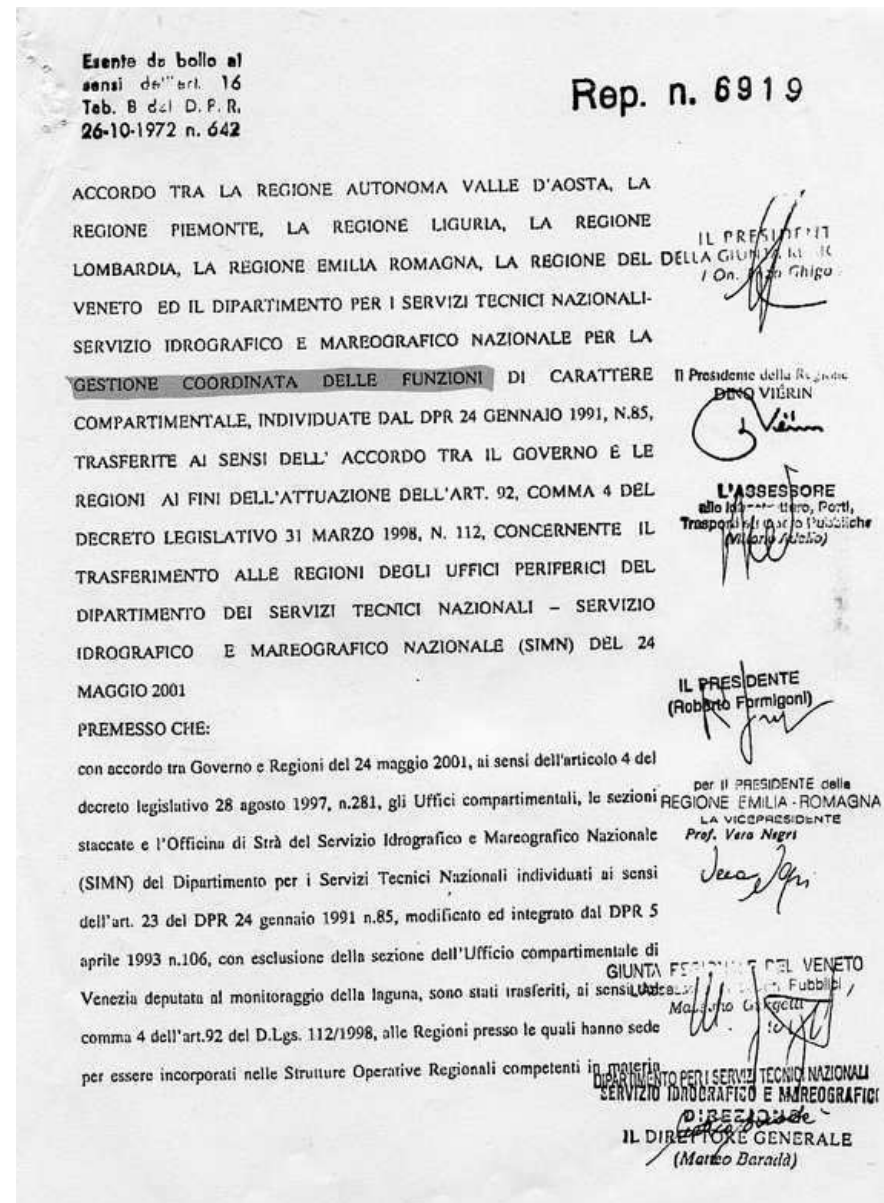 Esente da bollo ai
sensi dell'art. 16
Tab. B del D. P. R.
26-10-1972 n. 642
Rep. n. 6919
ACCORDO TRA LA REGIONE AUTONOMA VALLE D'AOSTA, LA
REGIONE PIEMONTE, LA REGIONE LIGURIA, LA REGIONE
LOMBARDIA, LA REGIONE EMILIA ROMAGNA, LA REGIONE DEL
VENETO ED IL DIPARTIMENTO PER I SERVIZI TECNICI NAZIONALI-
SERVIZIO IDROGRAFICO E MAREOGRAFICO NAZIONALE PER LA
GESTIONE COORDINATA DELLE FUNZIONI DI CARATTERE
COMPARTIMENTALE, INDIVIDUATE DAL DPR 24 GENNAIO 1991, N.85,
TRASFERITE AI SENSI DELL' ACCORDO TRA IL GOVERNO E LE
REGIONI AI FINI DELL'ATTUAZIONE DELL'ART. 92, COMMA 4 DEL
DECRETO LEGISLATIVO 31 MARZO 1998, N. 112, CONCERNENTE IL
TRASFERIMENTO ALLE REGIONI DEGLI UFFICI PERIFERICI DEL
DIPARTIMENTO DEI SERVIZI TECNICI NAZIONALI – SERVIZIO
IDROGRAFICO E MAREOGRAFICO NAZIONALE (SIMN) DEL 24
MAGGIO 2001
PREMESSO CHE:
con accordo tra Governo e Regioni del 24 maggio 2001, ai sensi dell'articolo 4 del
decreto legislativo 28 agosto 1997, n.281, gli Uffici compartimentali, le sezioni
staccate e l'Officina di Strà del Servizio Idrografico e Mareografico Nazionale
(SIMN) del Dipartimento per i Servizi Tecnici Nazionali individuati ai sensi
dell'art. 23 del DPR 24 gennaio 1991 n.85, modificato ed integrato dal DPR 5
aprile 1993 n.106, con esclusione della sezione dell'Ufficio compartimentale di
Venezia deputata al monitoraggio della laguna, sono stati trasferiti, ai sensi del
comma 4 dell'art.92 del D.Lgs. 112/1998, alle Regioni presso le quali hanno sede
per essere incorporati nelle Strutture Operative Regionali competenti in materia
IL PRESIDENT
DELLA GIUNTA
On. Ghigo
Il Presidente della Regione
DINO VIÉRIN
L'ASSESSORE
allo Porti,
Trasporti Pubbliche
IL PRESIDENTE
(Roberto Formigoni)
per il PRESIDENTE della
REGIONE EMILIA-ROMAGNA
LA VICEPRESIDENTE
Prof. Vera Negri
GIUNTA DEL VENETO
Pubblici
DIPARTIMENTO PER I SERVIZI TECNICI NAZIONALI
SERVIZIO IDROGRAFICO E MAREOGRAFICO
DIREZIONE
IL DIRETTORE GENERALE
(Matteo Baradà)